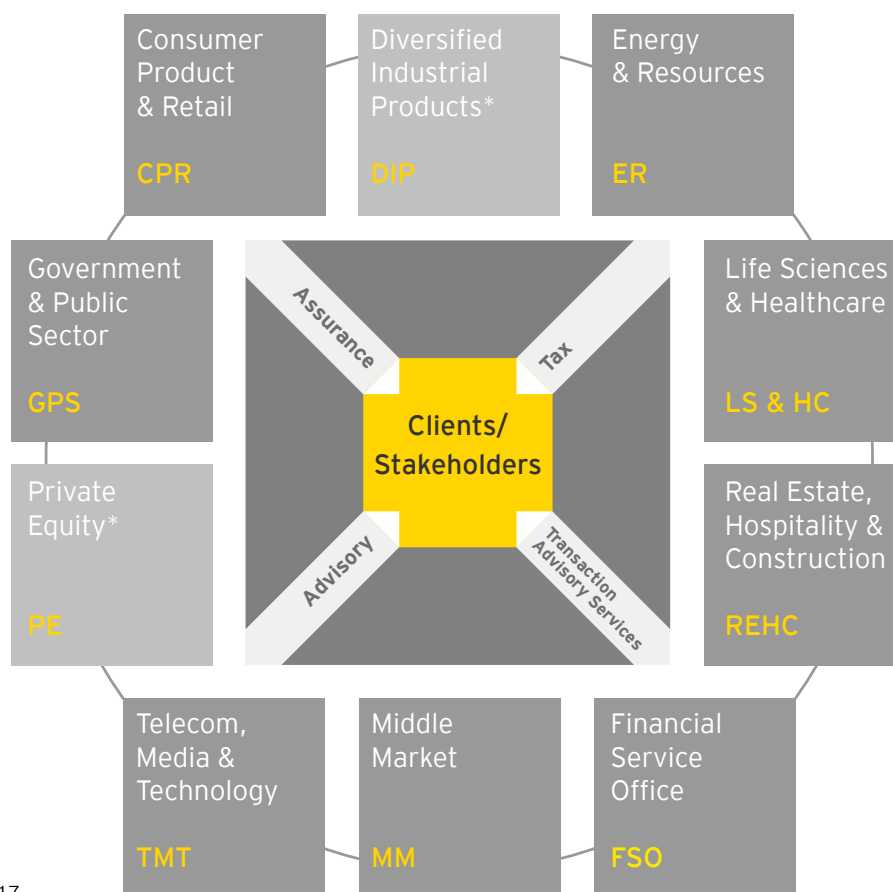 Consumer
Product
& Retail
CPR
Diversified
Industrial
Products*
DIP
Energy
& Resources
ER
Government
& Public
Sector
GPS
Assurance
Tax
Life Sciences
& Healthcare
LS & HC
Clients/
Stakeholders
Private
Equity*
PE
Advisory
Transaction
Advisory Services
Real Estate,
Hospitality &
Construction
REHC
Telecom,
Media &
Technology
TMT
Middle
Market
MM
Financial
Service
Office
FSO